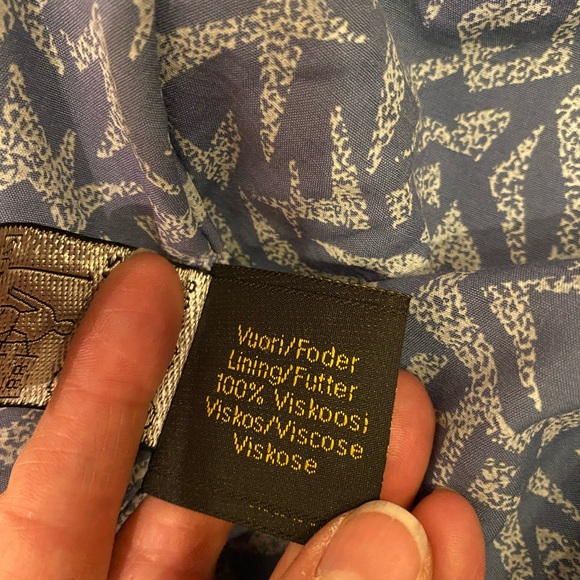 Vuori/Foder
Lining/Futter
100% Viskoosi
Viskos/Viscose
Viskose